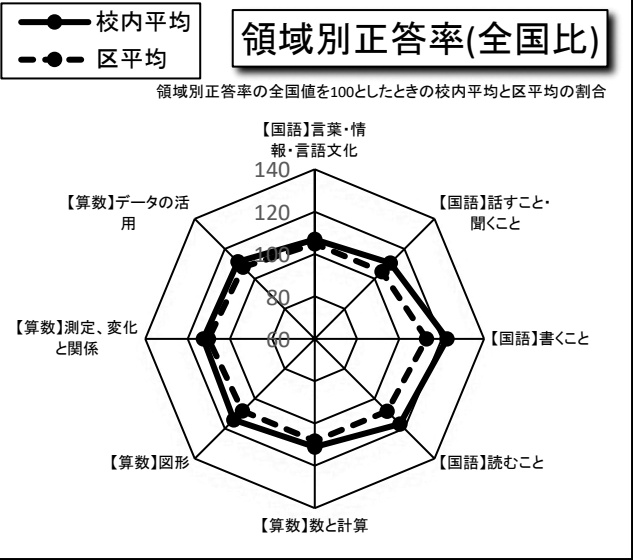 校内平均
区平均
領域別正答率(全国比)
領域別正答率の全国値を100としたときの校内平均と区平均の割合
【国語】言葉・情
報・言語文化
140
120
100
80
60
【国語】話すこと・
聞くこと
【国語】書くこと
【国語】読むこと
【算数】数と計算
【算数】図形
【算数】測定、変化
と関係
【算数】データの活
用